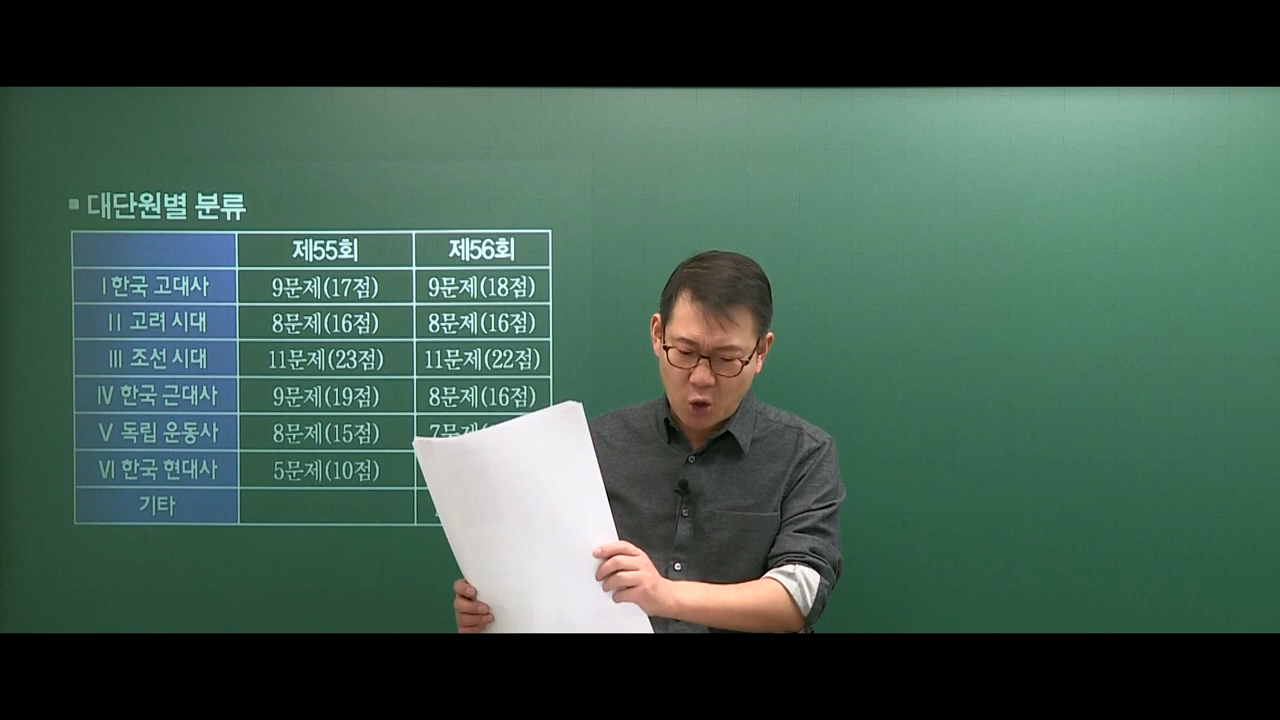 ▪ 대단원별 분류
제55회 제56회
Ⅰ 한국 고대사 9문제(17점) 9문제(18점)
ⅠⅠ 고려 시대 8문제(16점) 8문제(16점)
Ⅲ 조선 시대 11문제(23점) 11문제(22점)
Ⅳ 한국 근대사 9문제(19점) 8문제(16점)
Ⅴ 독립 운동사 8문제(15점) 7문제
Ⅵ 한국 현대사 5문제(10점)
기타